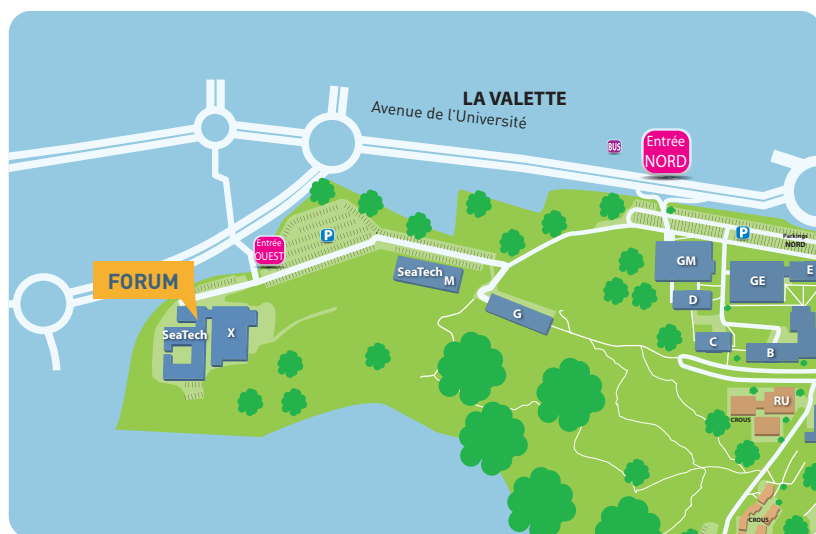 LA VALETTE
Avenue de l'Université
BUS
Entrée
NORD
P
P
Parkings
NORD
Entrée
OUEST
FORUM
SeaTech
M
GM
GE
E
D
G
SeaTech
X
C
B
RU
CROUS
CROUS